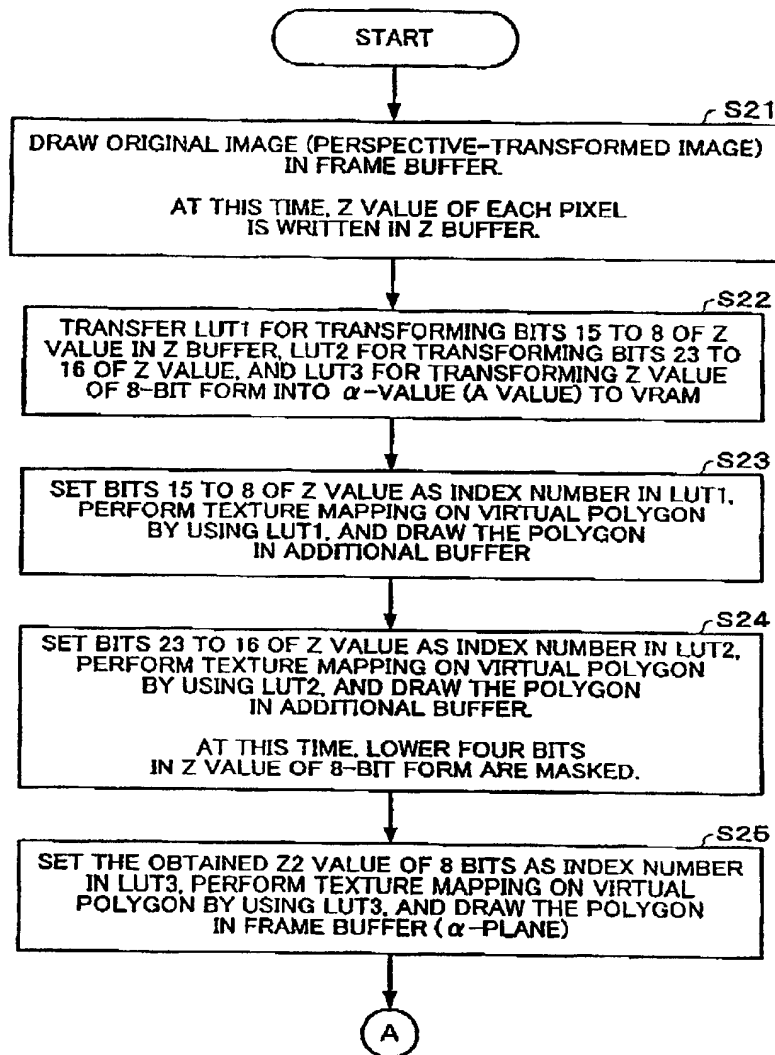 START
S21
DRAW ORIGINAL IMAGE (PERSPECTIVE-TRANSFORMED IMAGE)
IN FRAME BUFFER.
AT THIS TIME, Z VALUE OF EACH PIXEL
IS WRITTEN IN Z BUFFER.
S22
TRANSFER LUT1 FOR TRANSFORMING BITS 15 TO 8 OF Z
VALUE IN Z BUFFER, LUT2 FOR TRANSFORMING BITS 23 TO
16 OF Z VALUE, AND LUT3 FOR TRANSFORMING Z VALUE
OF 8-BIT FORM INTO α-VALUE (A VALUE) TO VRAM
S23
SET BITS 15 TO 8 OF Z VALUE AS INDEX NUMBER IN LUT1,
PERFORM TEXTURE MAPPING ON VIRTUAL POLYGON
BY USING LUT1, AND DRAW THE POLYGON
IN ADDITIONAL BUFFER
S24
SET BITS 23 TO 16 OF Z VALUE AS INDEX NUMBER IN LUT2,
PERFORM TEXTURE MAPPING ON VIRTUAL POLYGON
BY USING LUT2, AND DRAW THE POLYGON
IN ADDITIONAL BUFFER.
AT THIS TIME, LOWER FOUR BITS
IN Z VALUE OF 8-BIT FORM ARE MASKED.
S25
SET THE OBTAINED Z2 VALUE OF 8 BITS AS INDEX NUMBER
IN LUT3, PERFORM TEXTURE MAPPING ON VIRTUAL
POLYGON BY USING LUT3, AND DRAW THE POLYGON
IN FRAME BUFFER (α-PLANE)
A